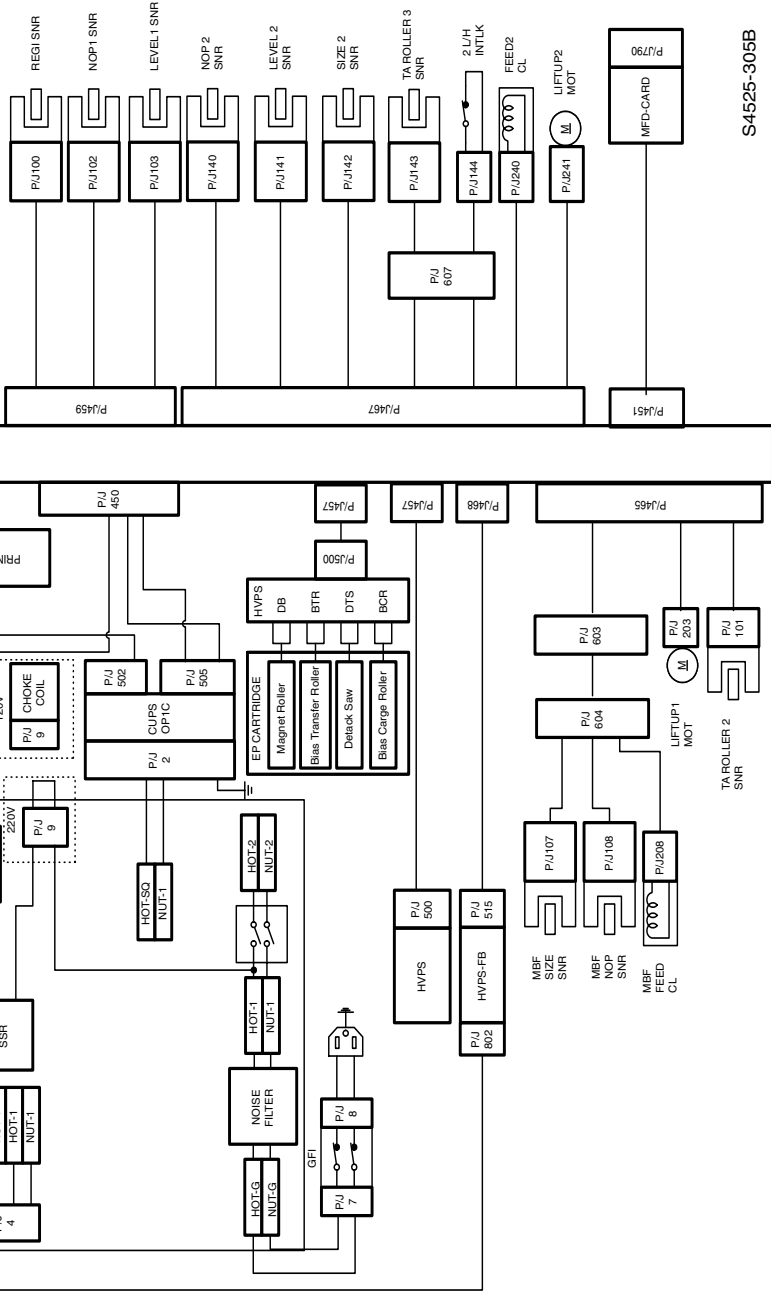 REGI SNR
NOP1 SNR
LEVEL1 SNR
NOP 2
SNR
LEVEL 2
SNR
SIZE 2
SNR
TA ROLLER 3
SNR
2 L/H
INTLK
FEED2
CL
LIFTUP2
MOT
P/J100
P/J102
P/J103
P/J140
P/J141
P/J142
P/J143
P/J144
P/J240
P/J241
M
P/J790
MFD-CARD
S4525-305B
P/J
607
P/J459
P/J467
P/J451
P/J
450
P/J457
P/J457
P/J468
P/J465
P/J500
HVPS
DB
BTR
DTS
BCR
EP CARTRIDGE
Magnet Roller
Bias Transfer Roller
Detack Saw
Bias Carge Roller
CHOKE
COIL
P/J
9
P/J
502
P/J
505
CUPS
OP1C
P/J
2
220V
P/J
9
P/J
603
P/J
604
P/J
203
M
LIFTUP1
MOT
P/J
101
TA ROLLER 2
SNR
HOT-SQ
NUT-1
HOT-2
NUT-2
HOT-1
NUT-1
NOISE
FILTER
HOT-G
NUT-G
SSR
HOT-1
NUT-1
4
GFI
P/J
8
P/J
7
P/J
500
HVPS
P/J
515
HVPS-FB
P/J
802
P/J107
P/J108
P/J208
MBF
SIZE
SNR
MBF
NOP
SNR
MBF
FEED
CL